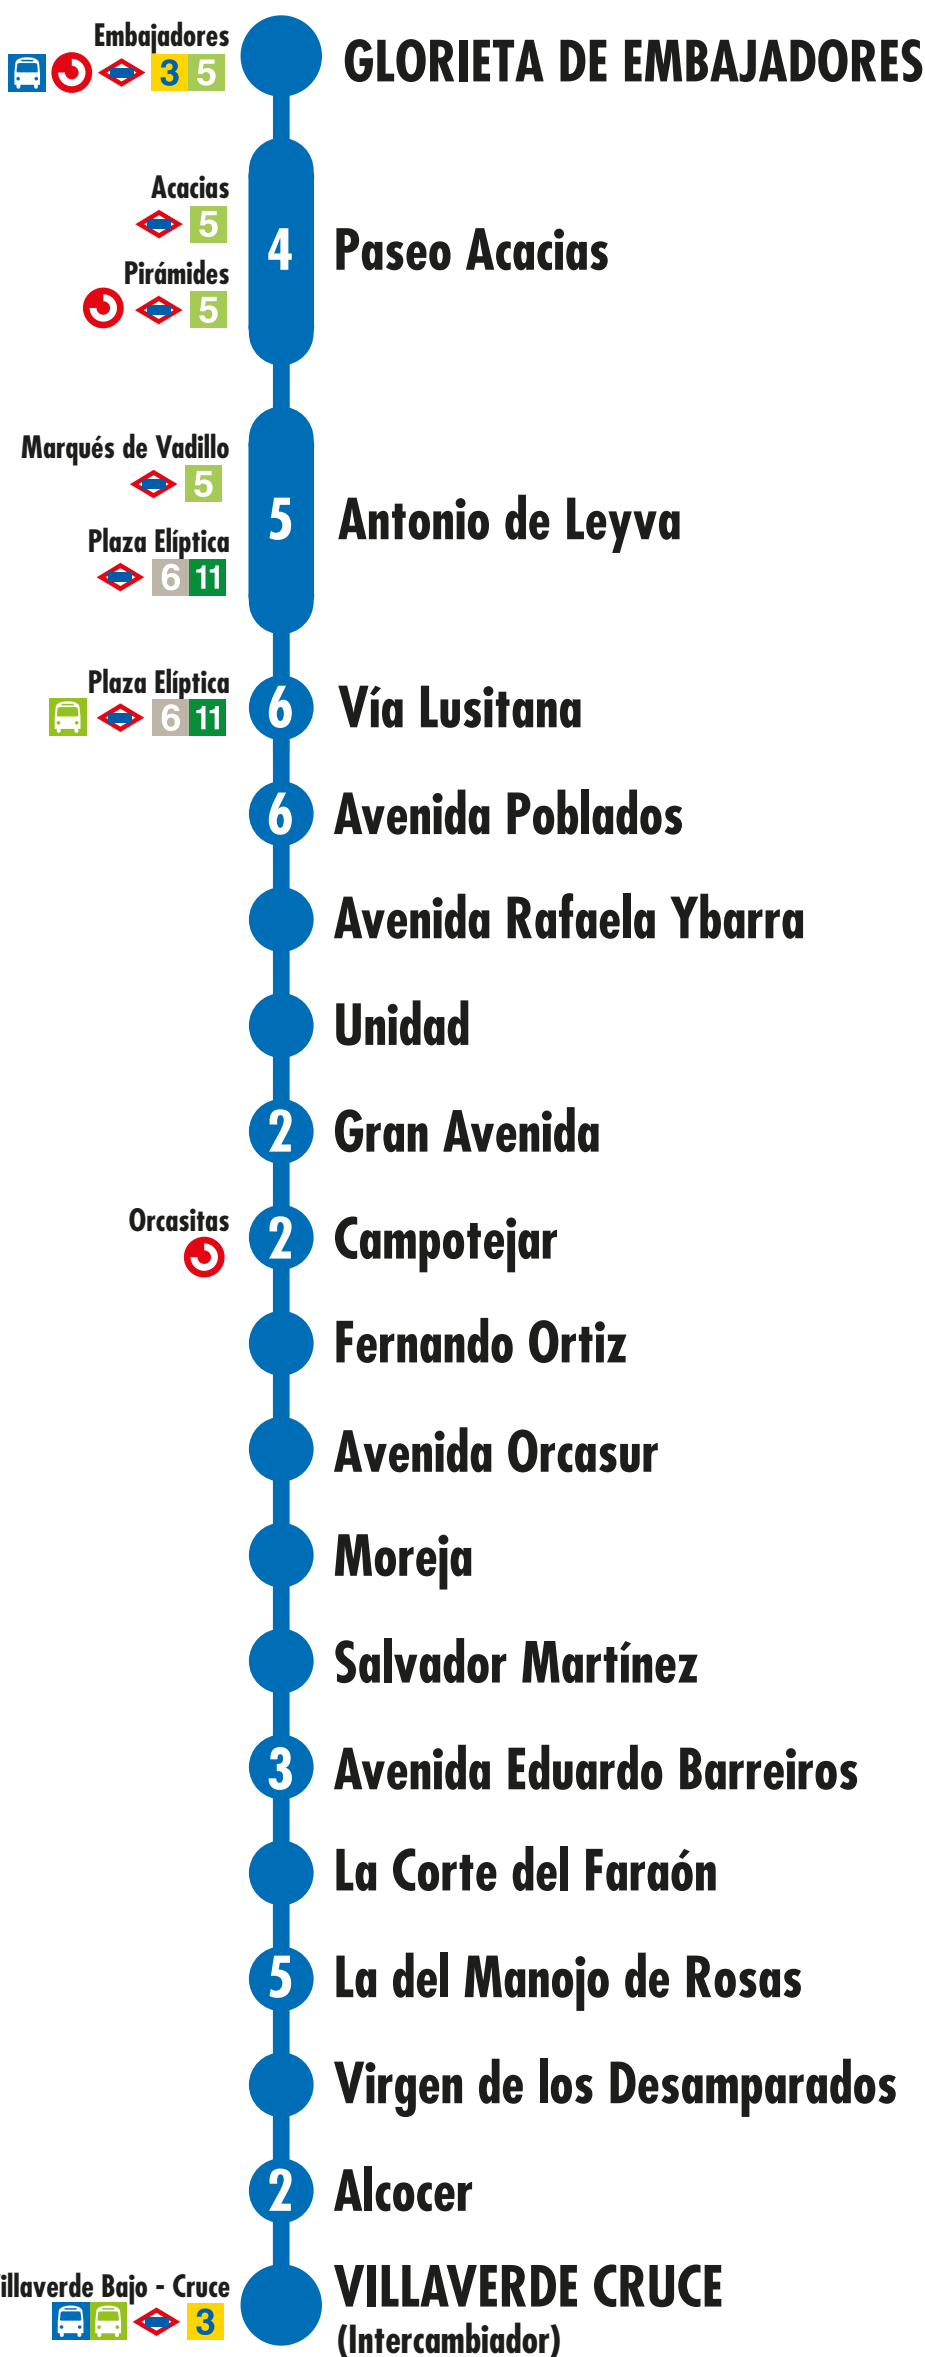 Embajadores
3 5
GLORIETA DE EMBAJADORES
Acacias
5
4
Paseo Acacias
Pirámides
5
Marqués de Vadillo
5
5
Antonio de Leyva
Plaza Elíptica
6 11
Plaza Elíptica
6 11
6
Vía Lusitana
6
Avenida Poblados
Avenida Rafaela Ybarra
Unidad
2
Gran Avenida
Orcasitas
2
Campotejar
Fernando Ortiz
Avenida Orcasur
Moreja
Salvador Martínez
3
Avenida Eduardo Barreiros
La Corte del Faraón
5
La del Manojo de Rosas
Virgen de los Desamparados
2
Alcocer
illaverde Bajo - Cruce
3
VILLAVERDE CRUCE
(Intercambiador)